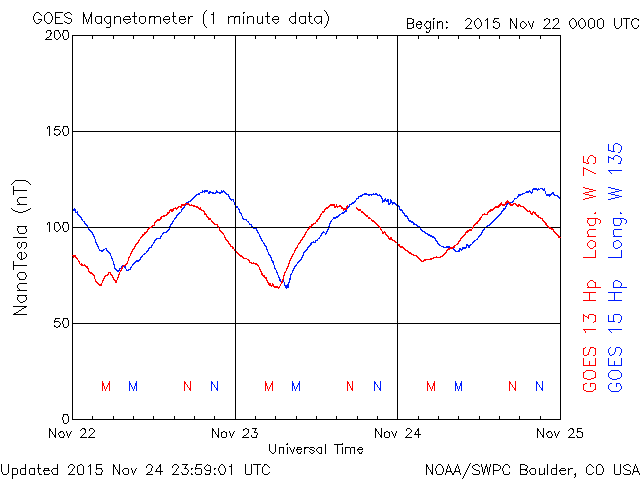 GOES Magnetometer (1 minute data)
Begin: 2015 Nov 22 0000 UTC
200
150
100
50
0
NanoTesla (nT)
M M N N M M N N M M N N
Nov 22 Nov 23 Nov 24 Nov 25
Universal Time
GOES 13 Hp Long. W 75
GOES 15 Hp Long. W 135
Updated 2015 Nov 24 23:59:01 UTC
NOAA/SWPC Boulder, CO USA